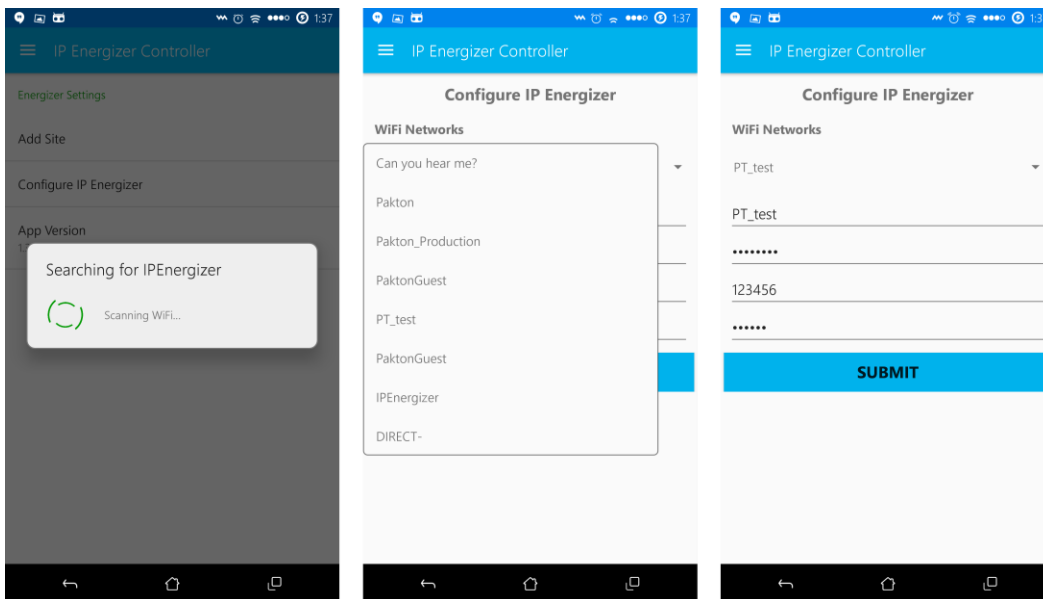 1:37
IP Energizer Controller
Energizer Settings
Add Site
Configure IP Energizer
App Version
Searching for IPEnergizer
Scanning WiFi...
1:37
IP Energizer Controller
Configure IP Energizer
WiFi Networks
Can you hear me?
Pakton
Pakton_Production
PaktonGuest
PT_test
PaktonGuest
IPEnergizer
DIRECT-
IP Energizer Controller
Configure IP Energizer
WiFi Networks
PT_test
PT_test
••••••••
123456
••••••
SUBMIT